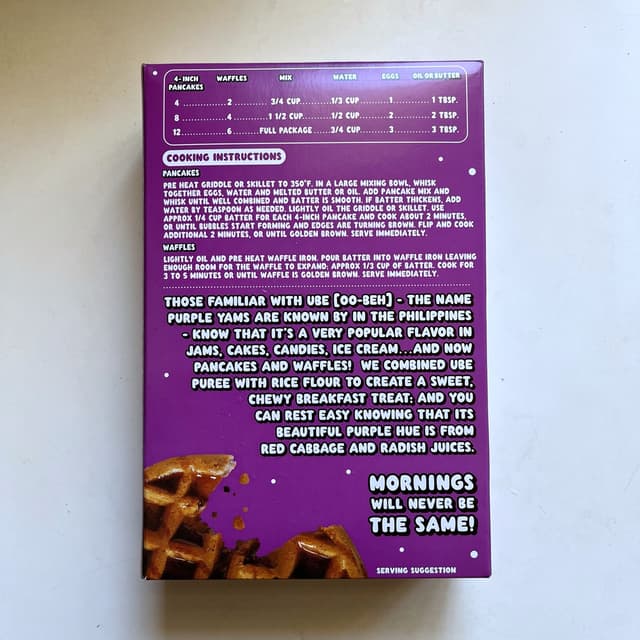 4-INCH PANCAKES WAFFLES MIX WATER EGGS OIL OR BUTTER
4 ............ 2 ............ 3/4 CUP ........ 1/3 CUP ........ 1 ........ 1 TBSP.
8 ............ 4 ............ 1 1/2 CUP ........ 1/2 CUP ........ 2 ........ 2 TBSP.
12 ............ 6 ........ FULL PACKAGE ...... 3/4 CUP ........ 3 ........ 3 TBSP.
COOKING INSTRUCTIONS
PANCAKES
PRE HEAT GRIDDLE OR SKILLET TO 350°F. IN A LARGE MIXING BOWL, WHISK
TOGETHER EGGS, WATER AND MELTED BUTTER OR OIL. ADD PANCAKE MIX AND
WHISK UNTIL WELL COMBINED AND BATTER IS SMOOTH. IF BATTER THICKENS, ADD
WATER BY TEASPOON AS NEEDED. LIGHTLY OIL THE GRIDDLE OR SKILLET. USE
APPROX 1/4 CUP BATTER FOR EACH 4-INCH PANCAKE AND COOK ABOUT 2 MINUTES,
OR UNTIL BUBBLES START FORMING AND EDGES ARE TURNING BROWN. FLIP AND COOK
ADDITIONAL 2 MINUTES, OR UNTIL GOLDEN BROWN. SERVE IMMEDIATELY.
WAFFLES
LIGHTLY OIL AND PRE HEAT WAFFLE IRON. POUR BATTER INTO WAFFLE IRON LEAVING
ENOUGH ROOM FOR THE WAFFLE TO EXPAND; APPROX 1/3 CUP OF BATTER. COOK FOR
3 TO 5 MINUTES OR UNTIL WAFFLE IS GOLDEN BROWN. SERVE IMMEDIATELY.
THOSE FAMILIAR WITH UBE [OO-BEH] - THE NAME
PURPLE YAMS ARE KNOWN BY IN THE PHILIPPINES
- KNOW THAT IT'S A VERY POPULAR FLAVOR IN
JAMS, CAKES, CANDIES, ICE CREAM...AND NOW
PANCAKES AND WAFFLES! WE COMBINED UBE
PUREE WITH RICE FLOUR TO CREATE A SWEET,
CHEWY BREAKFAST TREAT; AND YOU
CAN REST EASY KNOWING THAT ITS
BEAUTIFUL PURPLE HUE IS FROM
RED CABBAGE AND RADISH JUICES.
MORNINGS
WILL NEVER BE
THE SAME!
SERVING SUGGESTION